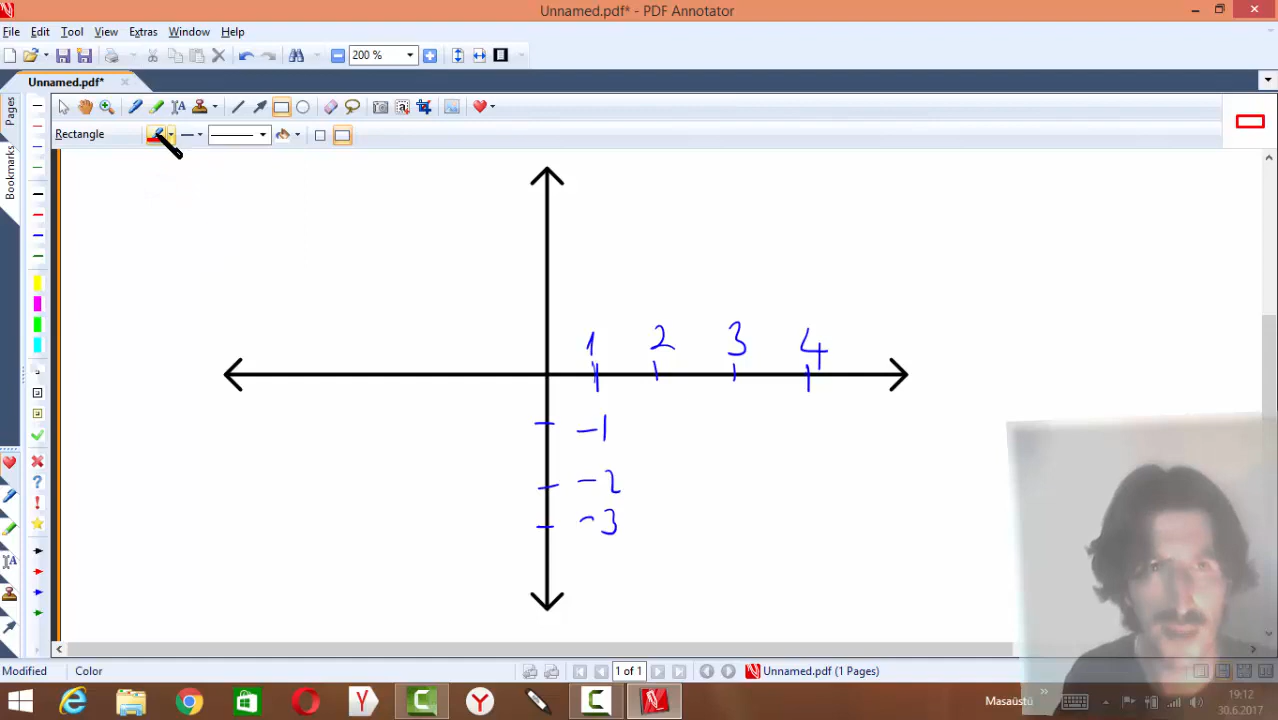 Unnamed.pdf* - PDF Annotator
File Edit Tool View Extras Window Help
200 %
Unnamed.pdf*
Pages
Bookmarks
Rectangle
1 2 3 4
-1
-2
-3
Modified Color
1 of 1
Unnamed.pdf (1 Pages)
Masaüstü
19:12
30.6.2017